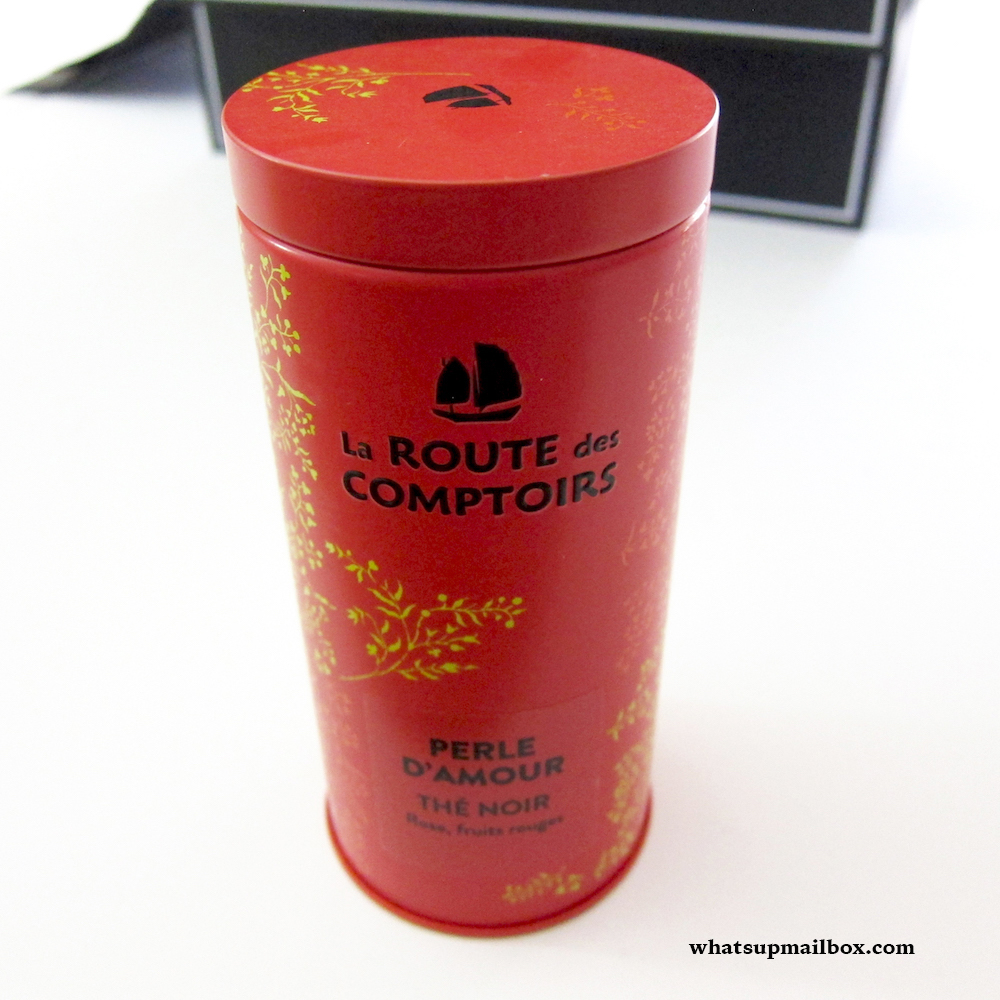 La ROUTE des
COMPTOIRS
PERLE
D'AMOUR
THÉ NOIR
Rose, fruits rouges
whatsupmailbox.com